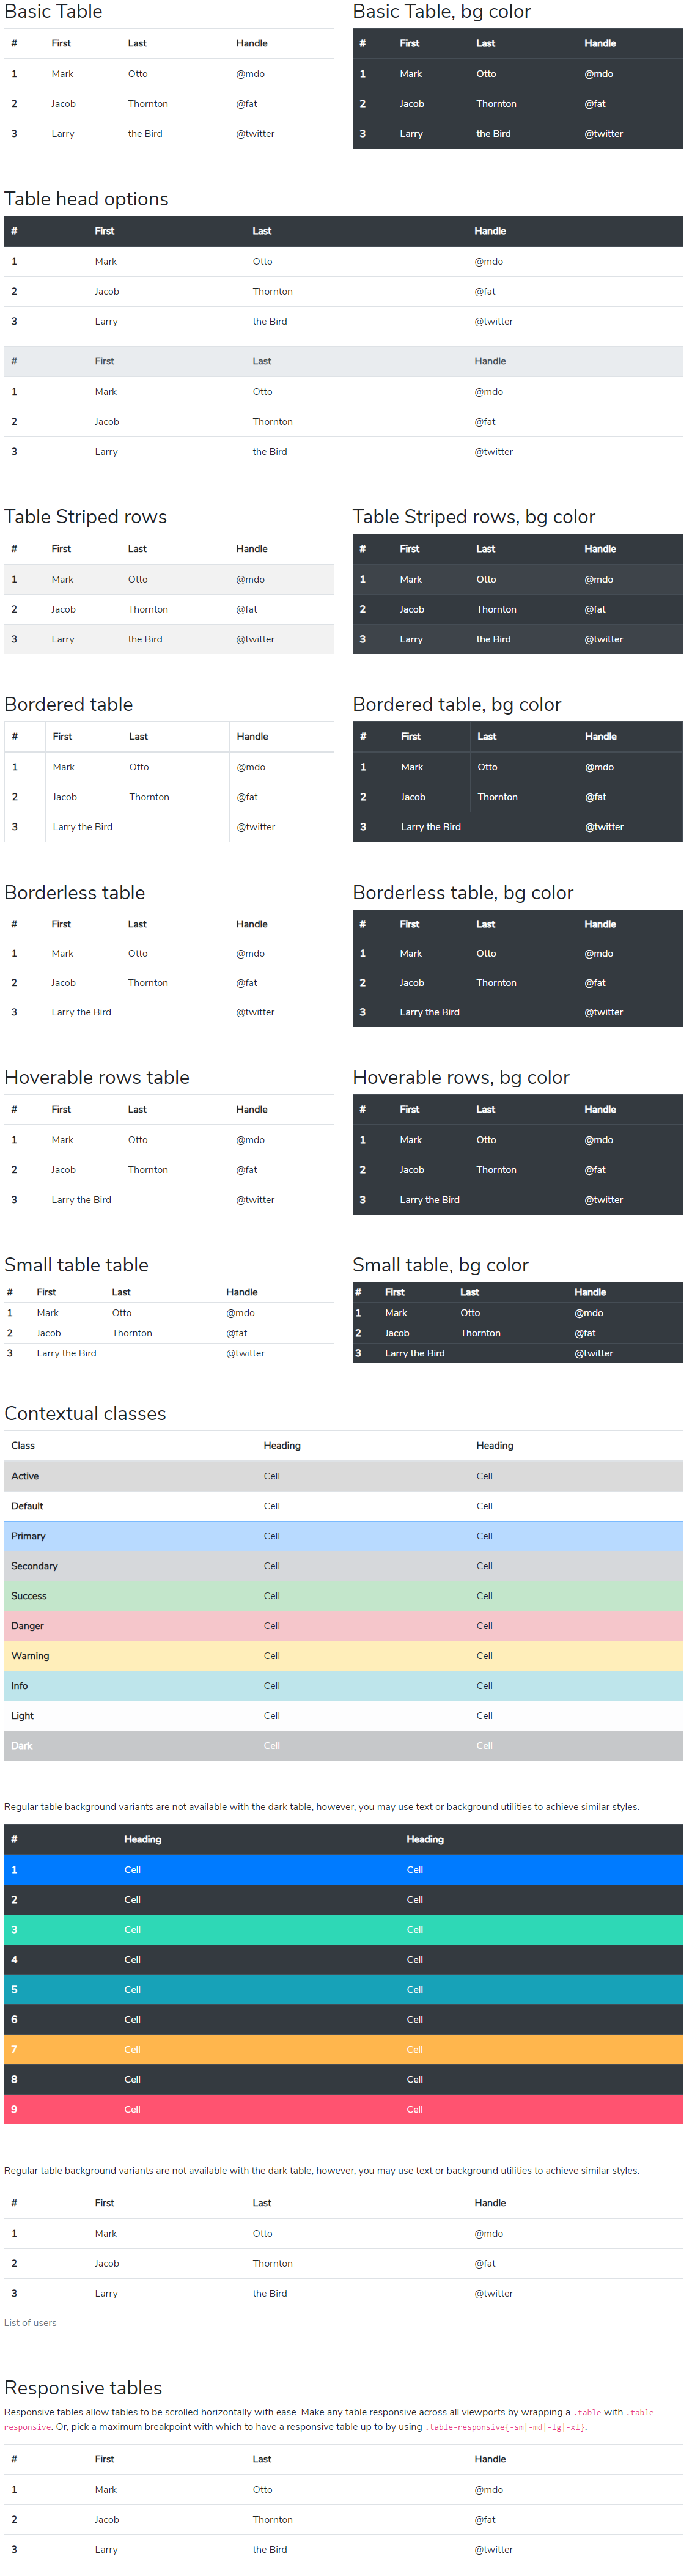 Basic Table
# First Last Handle
1 Mark Otto @mdo
2 Jacob Thornton @fat
3 Larry the Bird @twitter
Basic Table, bg color
# First Last Handle
1 Mark Otto @mdo
2 Jacob Thornton @fat
3 Larry the Bird @twitter
Table head options
# First Last Handle
1 Mark Otto @mdo
2 Jacob Thornton @fat
3 Larry the Bird @twitter
# First Last Handle
1 Mark Otto @mdo
2 Jacob Thornton @fat
3 Larry the Bird @twitter
Table Striped rows
# First Last Handle
1 Mark Otto @mdo
2 Jacob Thornton @fat
3 Larry the Bird @twitter
Table Striped rows, bg color
# First Last Handle
1 Mark Otto @mdo
2 Jacob Thornton @fat
3 Larry the Bird @twitter
Bordered table
# First Last Handle
1 Mark Otto @mdo
2 Jacob Thornton @fat
3 Larry the Bird @twitter
Bordered table, bg color
# First Last Handle
1 Mark Otto @mdo
2 Jacob Thornton @fat
3 Larry the Bird @twitter
Borderless table
# First Last Handle
1 Mark Otto @mdo
2 Jacob Thornton @fat
3 Larry the Bird @twitter
Borderless table, bg color
# First Last Handle
1 Mark Otto @mdo
2 Jacob Thornton @fat
3 Larry the Bird @twitter
Hoverable rows table
# First Last Handle
1 Mark Otto @mdo
2 Jacob Thornton @fat
3 Larry the Bird @twitter
Hoverable rows, bg color
# First Last Handle
1 Mark Otto @mdo
2 Jacob Thornton @fat
3 Larry the Bird @twitter
Small table table
# First Last Handle
1 Mark Otto @mdo
2 Jacob Thornton @fat
3 Larry the Bird @twitter
Small table, bg color
# First Last Handle
1 Mark Otto @mdo
2 Jacob Thornton @fat
3 Larry the Bird @twitter
Contextual classes
Class Heading Heading
Active Cell Cell
Default Cell Cell
Primary Cell Cell
Secondary Cell Cell
Success Cell Cell
Danger Cell Cell
Warning Cell Cell
Info Cell Cell
Light Cell Cell
Dark Cell Cell
Regular table background variants are not available with the dark table, however, you may use text or background utilities to achieve similar styles.
# Heading Heading
1 Cell Cell
2 Cell Cell
3 Cell Cell
4 Cell Cell
5 Cell Cell
6 Cell Cell
7 Cell Cell
8 Cell Cell
9 Cell Cell
Regular table background variants are not available with the dark table, however, you may use text or background utilities to achieve similar styles.
# First Last Handle
1 Mark Otto @mdo
2 Jacob Thornton @fat
3 Larry the Bird @twitter
List of users
Responsive tables
Responsive tables allow tables to be scrolled horizontally with ease. Make any table responsive across all viewports by wrapping a .table with .table-
responsive. Or, pick a maximum breakpoint with which to have a responsive table up to by using .table-responsive{-sm|-md|-lg|-xl}.
# First Last Handle
1 Mark Otto @mdo
2 Jacob Thornton @fat
3 Larry the Bird @twitter